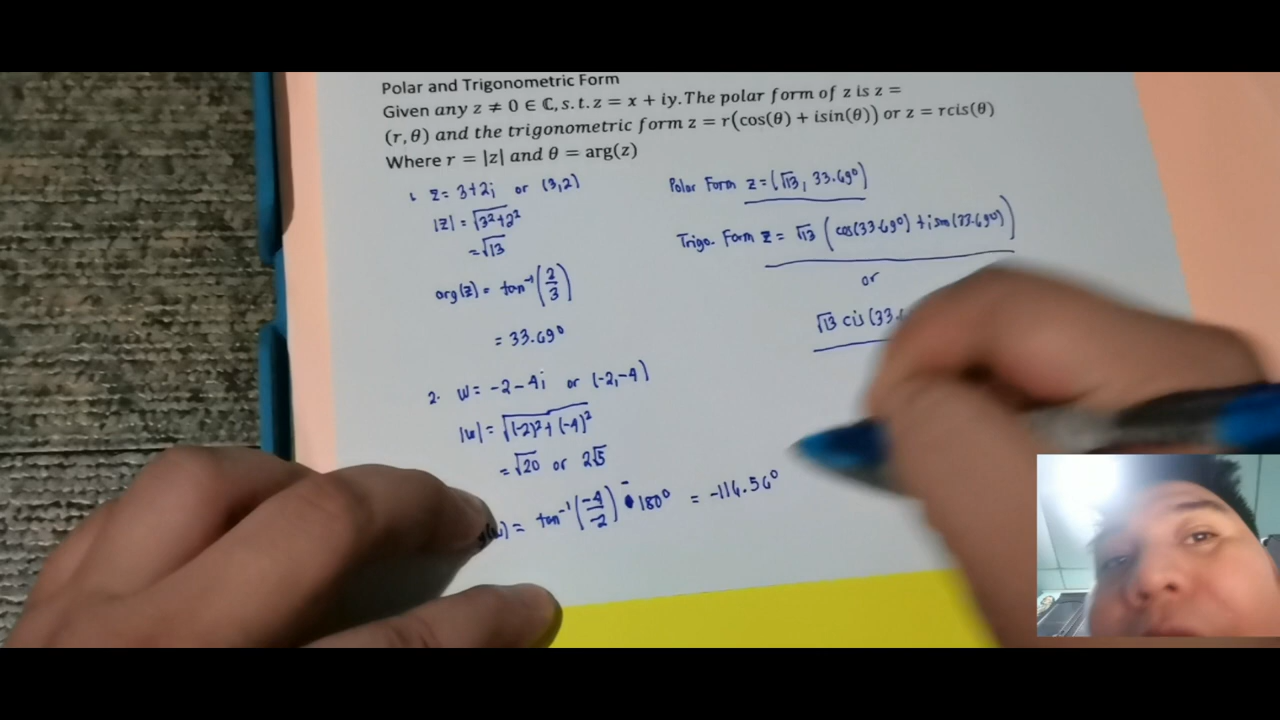 Polar and Trigonometric Form
Given any z ≠ 0 ∈ ℂ, s.t. z = x + iy. The polar form of z is z =
(r, θ) and the trigonometric form z = r(cos(θ) + isin(θ)) or z = rcis(θ)
Where r = |z| and θ = arg(z)
1. z = 3+2i or (3,2)
|z| = √3²+2²
= √13
arg(z) = tan⁻¹(2/3)
= 33.69°
Polar Form z = (√13, 33.69°)
Trigo. Form z = √13 (cos(33.69°) + isin(33.69°))
or
√13 cis (33.
2. W = -2-4i or (-2,-4)
|w| = √(-2)²+(-4)²
= √20 or 2√5
= tan⁻¹(-4/-2) - 180° = -116.56°